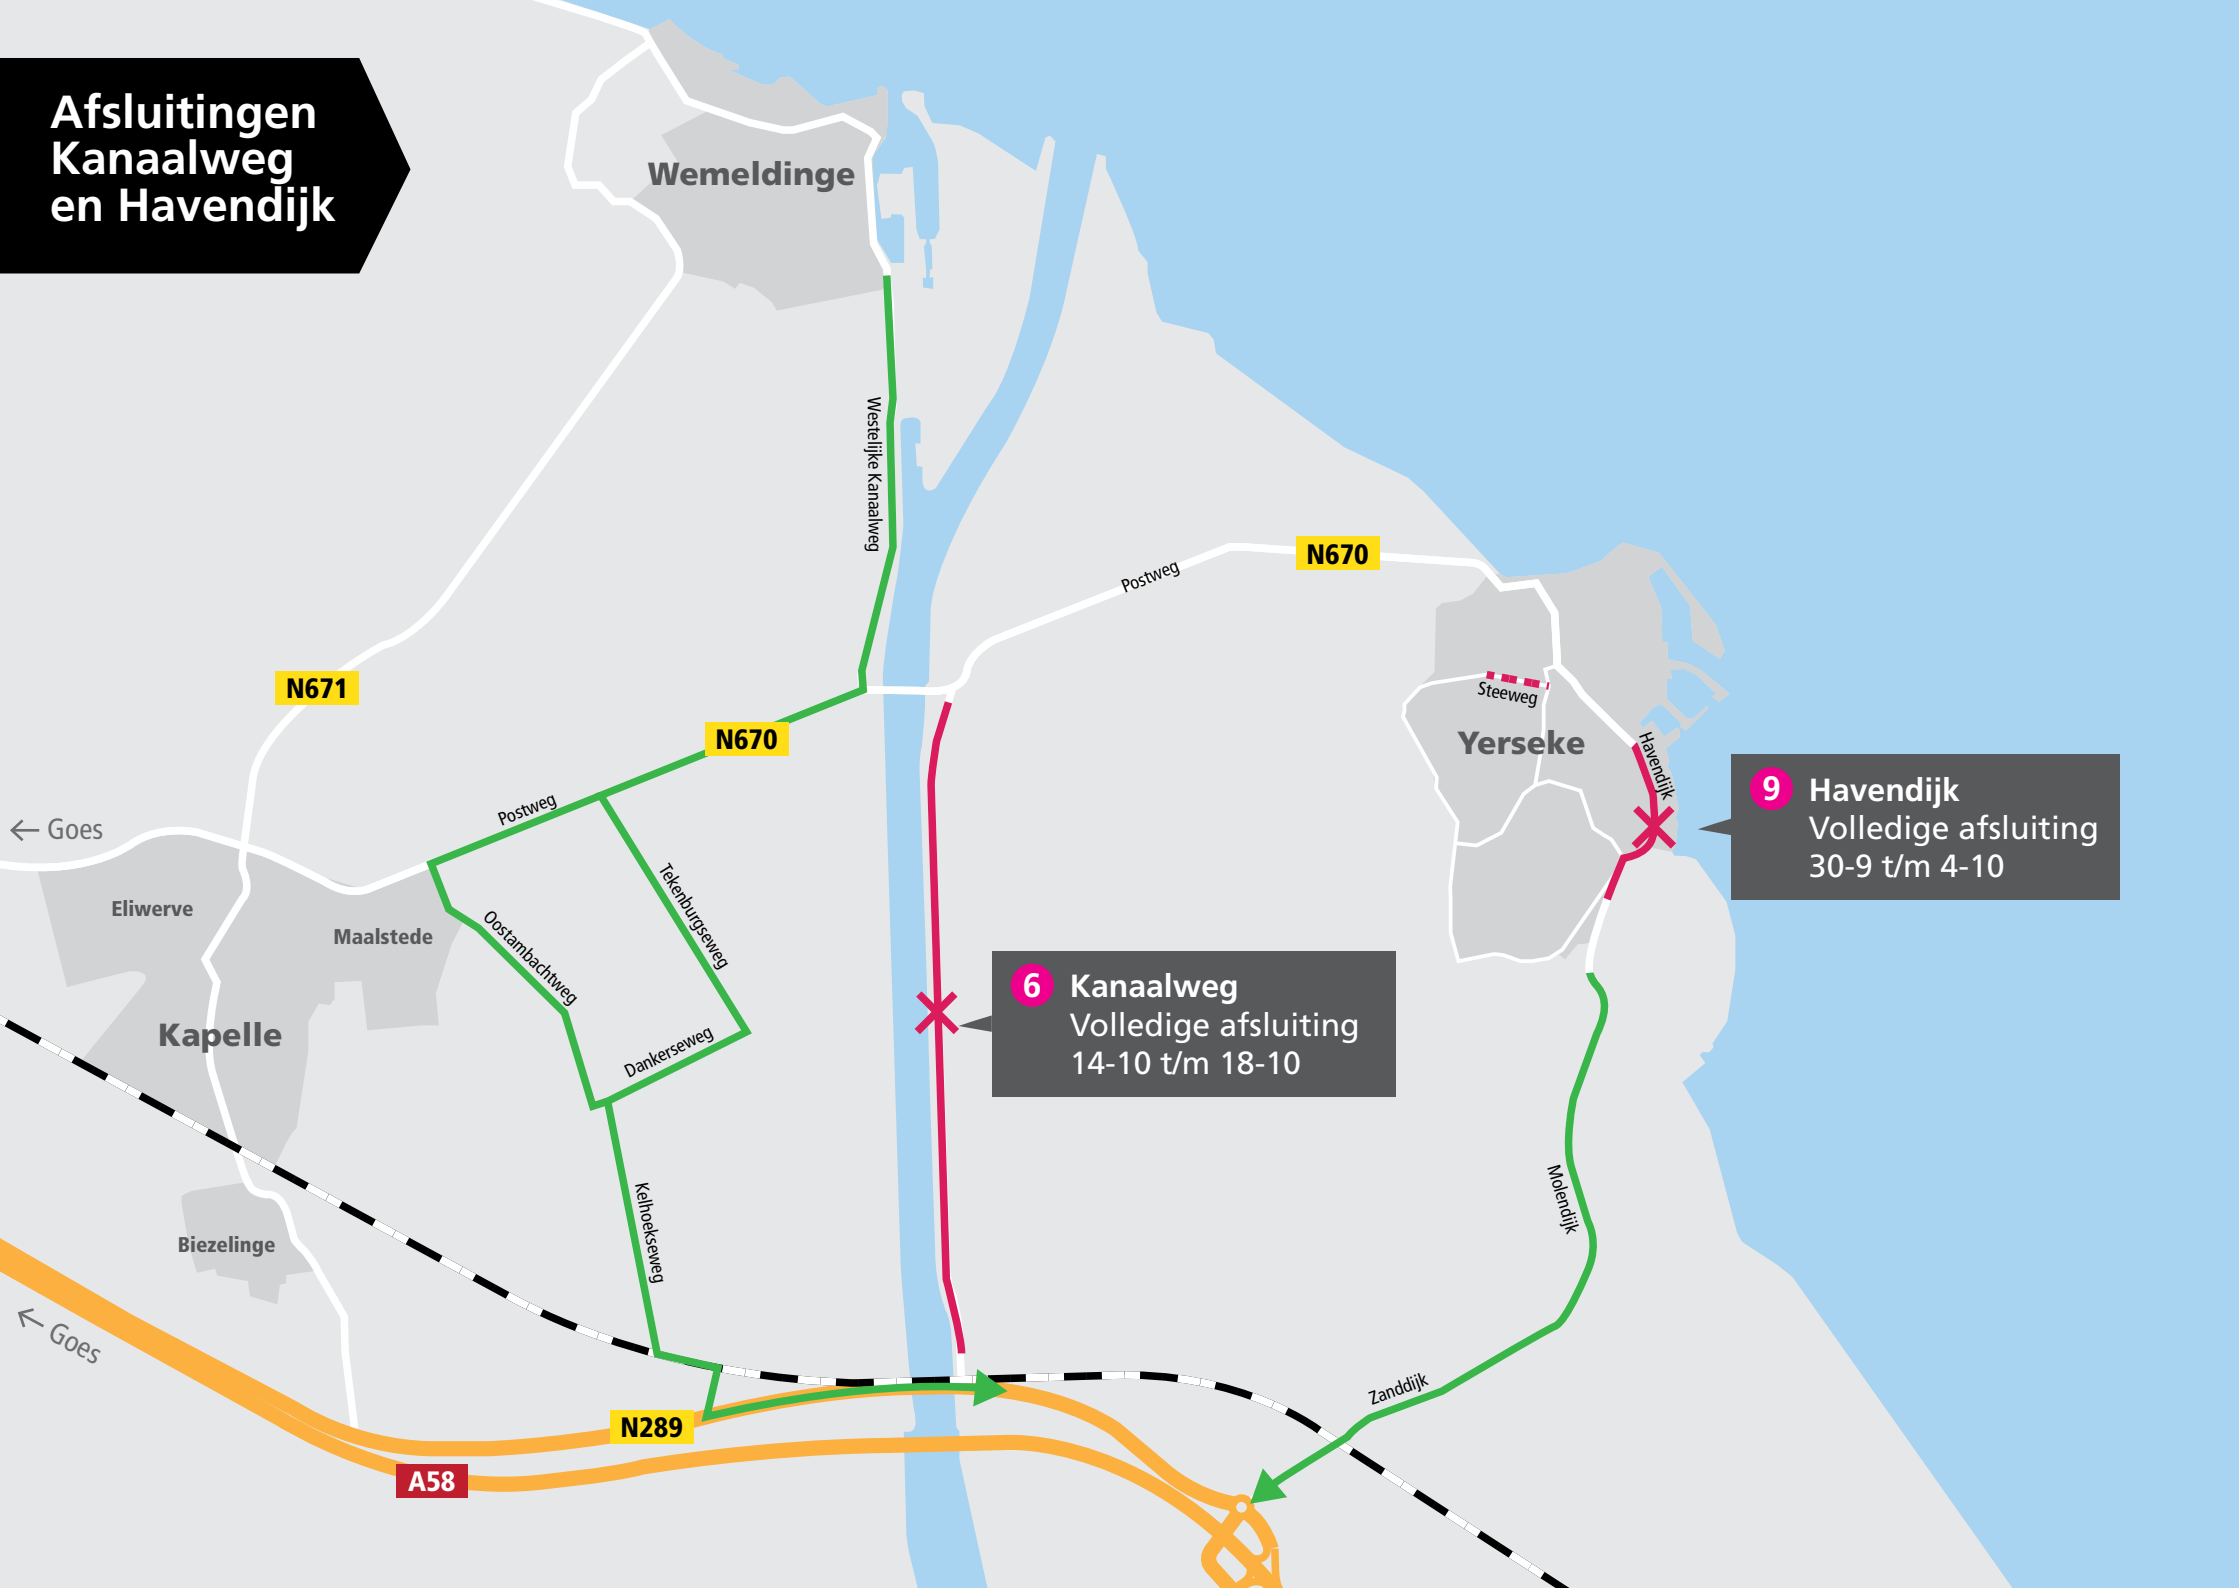 Afsluitingen
Kanaalweg
en Havendijk
Wemeldinge
Westelijke Kanaalweg
N670
Postweg
N671
Steeweg
Yerseke
Havendijk
N670
9 Havendijk
Volledige afsluiting
30-9 t/m 4-10
Postweg
← Goes
Eliwerve
Maalstede
Oostambachtweg
Tekenburgseweg
6 Kanaalweg
Volledige afsluiting
14-10 t/m 18-10
Kapelle
Dankerseweg
Kelhoekseweg
Molendijk
Biezelinge
← Goes
Zanddijk
N289
A58